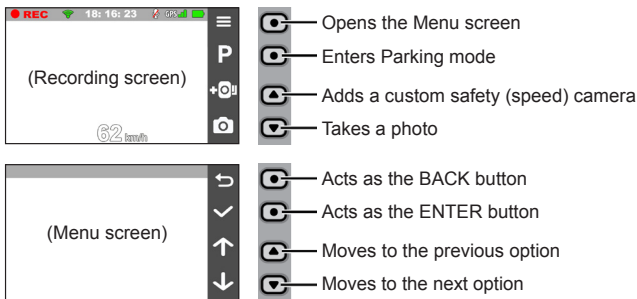 REC 18:16:23 GPS
Opens the Menu screen
P
Enters Parking mode
(Recording screen)
Adds a custom safety (speed) camera
62 km/h
Takes a photo
Acts as the BACK button
Acts as the ENTER button
(Menu screen)
Moves to the previous option
Moves to the next option